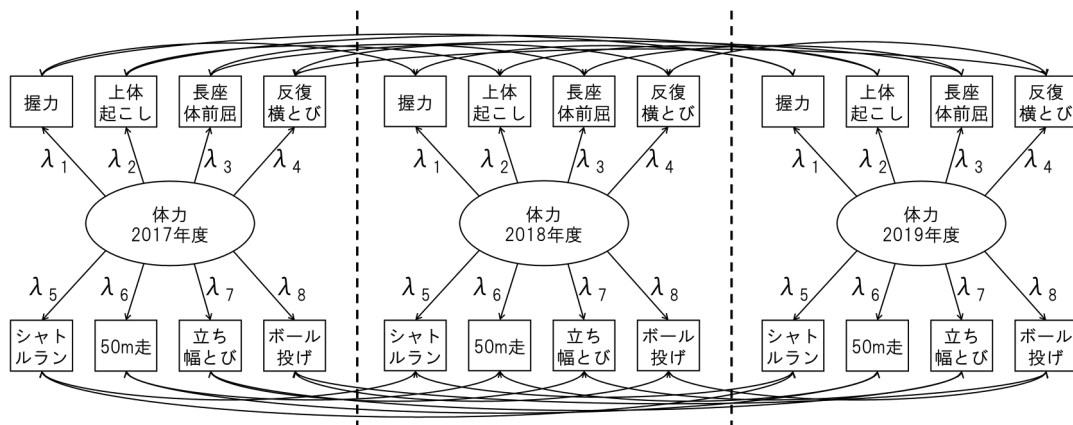 握力
上体
起こし
長座
体前屈
反復
横とび
握力
上体
起こし
長座
体前屈
反復
横とび
握力
上体
起こし
長座
体前屈
反復
横とび
λ1
λ2
λ3
λ4
λ1
λ2
λ3
λ4
λ1
λ2
λ3
λ4
体力
2017年度
体力
2018年度
体力
2019年度
λ5
λ6
λ7
λ8
λ5
λ6
λ7
λ8
λ5
λ6
λ7
λ8
シャト
ルラン
50m走
立ち
幅とび
ボール
投げ
シャト
ルラン
50m走
立ち
幅とび
ボール
投げ
シャト
ルラン
50m走
立ち
幅とび
ボール
投げ